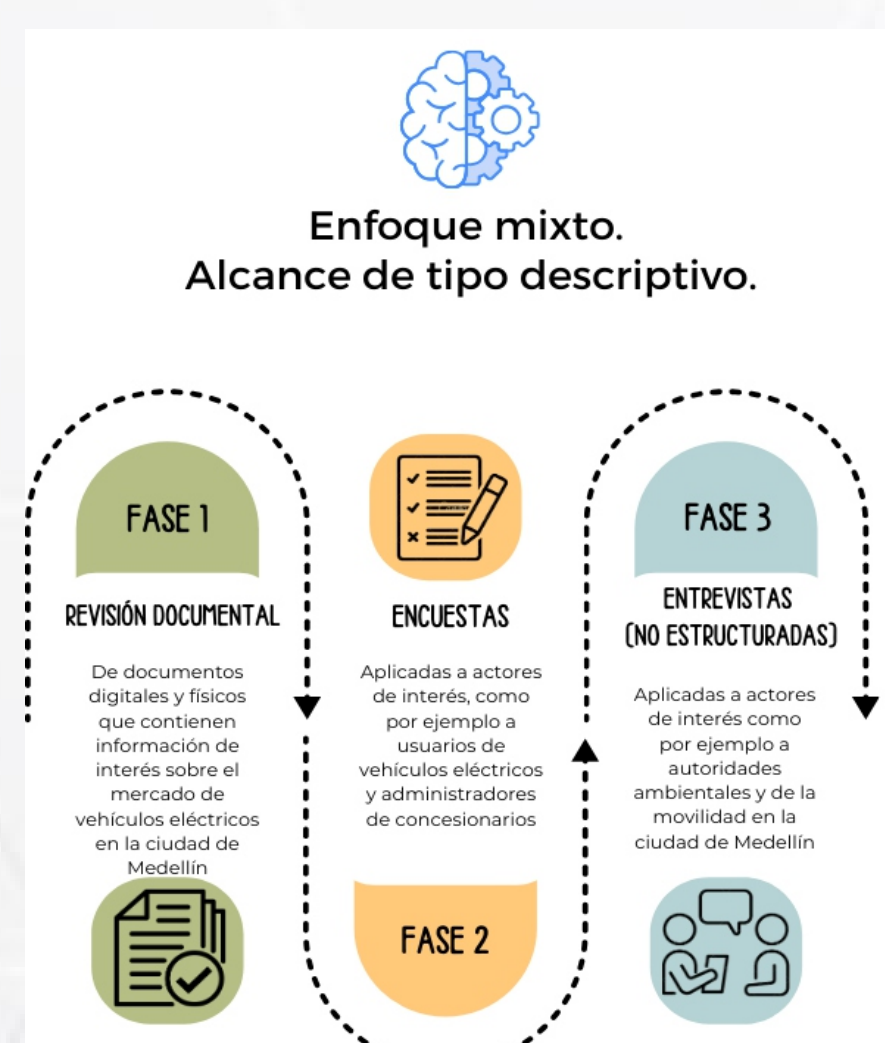 Enfoque mixto.
Alcance de tipo descriptivo.
FASE 1
REVISIÓN DOCUMENTAL
De documentos
digitales y físicos
que contienen
información de
interés sobre el
mercado de
vehículos eléctricos
en la ciudad de
Medellín
ENCUESTAS
Aplicadas a actores
de interés, como
por ejemplo a
usuarios de
vehículos eléctricos
y administradores
de concesionarios
FASE 2
FASE 3
ENTREVISTAS
(NO ESTRUCTURADAS)
Aplicadas a actores
de interés como
por ejemplo a
autoridades
ambientales y de la
movilidad en la
ciudad de Medellín